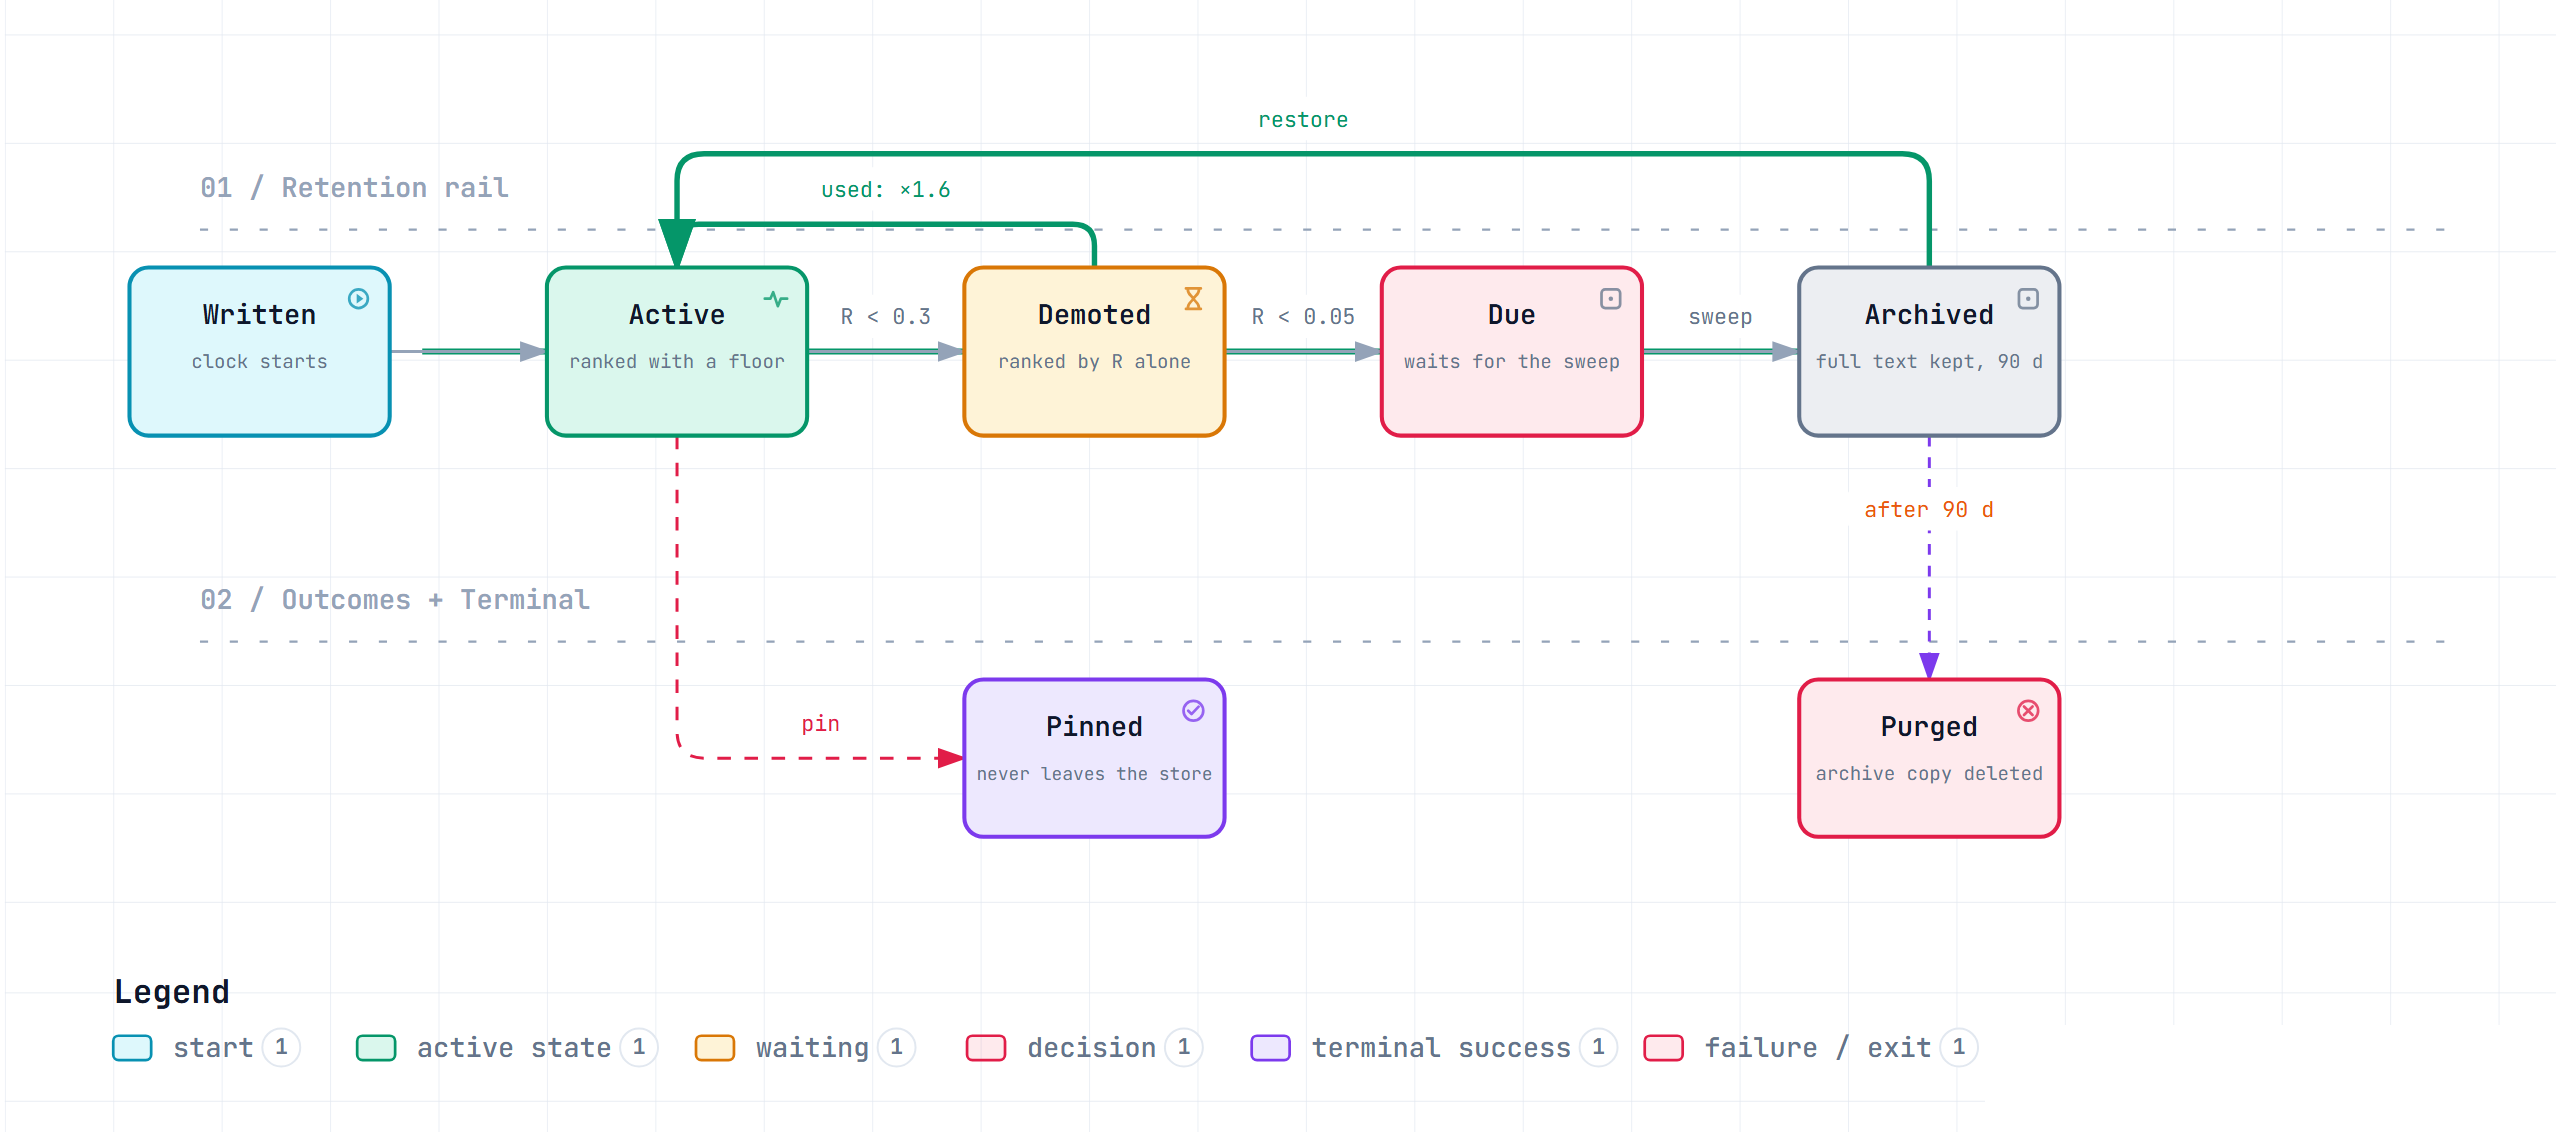 restore
01 / Retention rail
used: ×1.6
Written
clock starts
Active
ranked with a floor
R < 0.3
Demoted
ranked by R alone
R < 0.05
Due
waits for the sweep
sweep
Archived
full text kept, 90 d
after 90 d
02 / Outcomes + Terminal
pin
Pinned
never leaves the store
Purged
archive copy deleted
Legend
start 1
active state 1
waiting 1
decision 1
terminal success 1
failure / exit 1